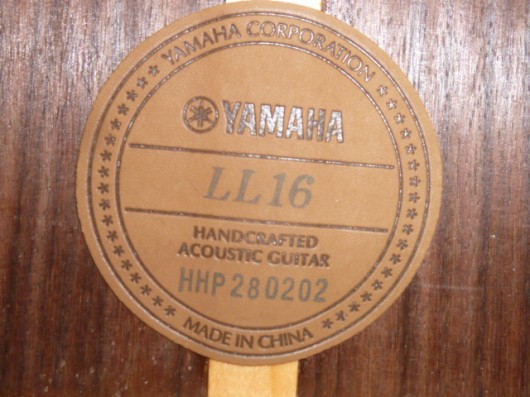 YAMAHA CORPORATION
YAMAHA
LL16
HANDCRAFTED
ACOUSTIC GUITAR
HHP280202
MADE IN CHINA